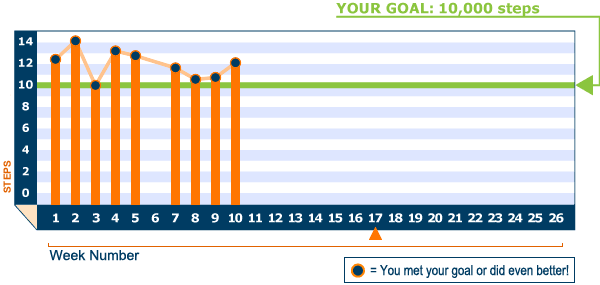 YOUR GOAL: 10,000 steps
14
12
10
8
6
4
2
0
STEPS
1 2 3 4 5 6 7 8 9 10 11 12 13 14 15 16 17 18 19 20 21 22 23 24 25 26
Week Number
= You met your goal or did even better!